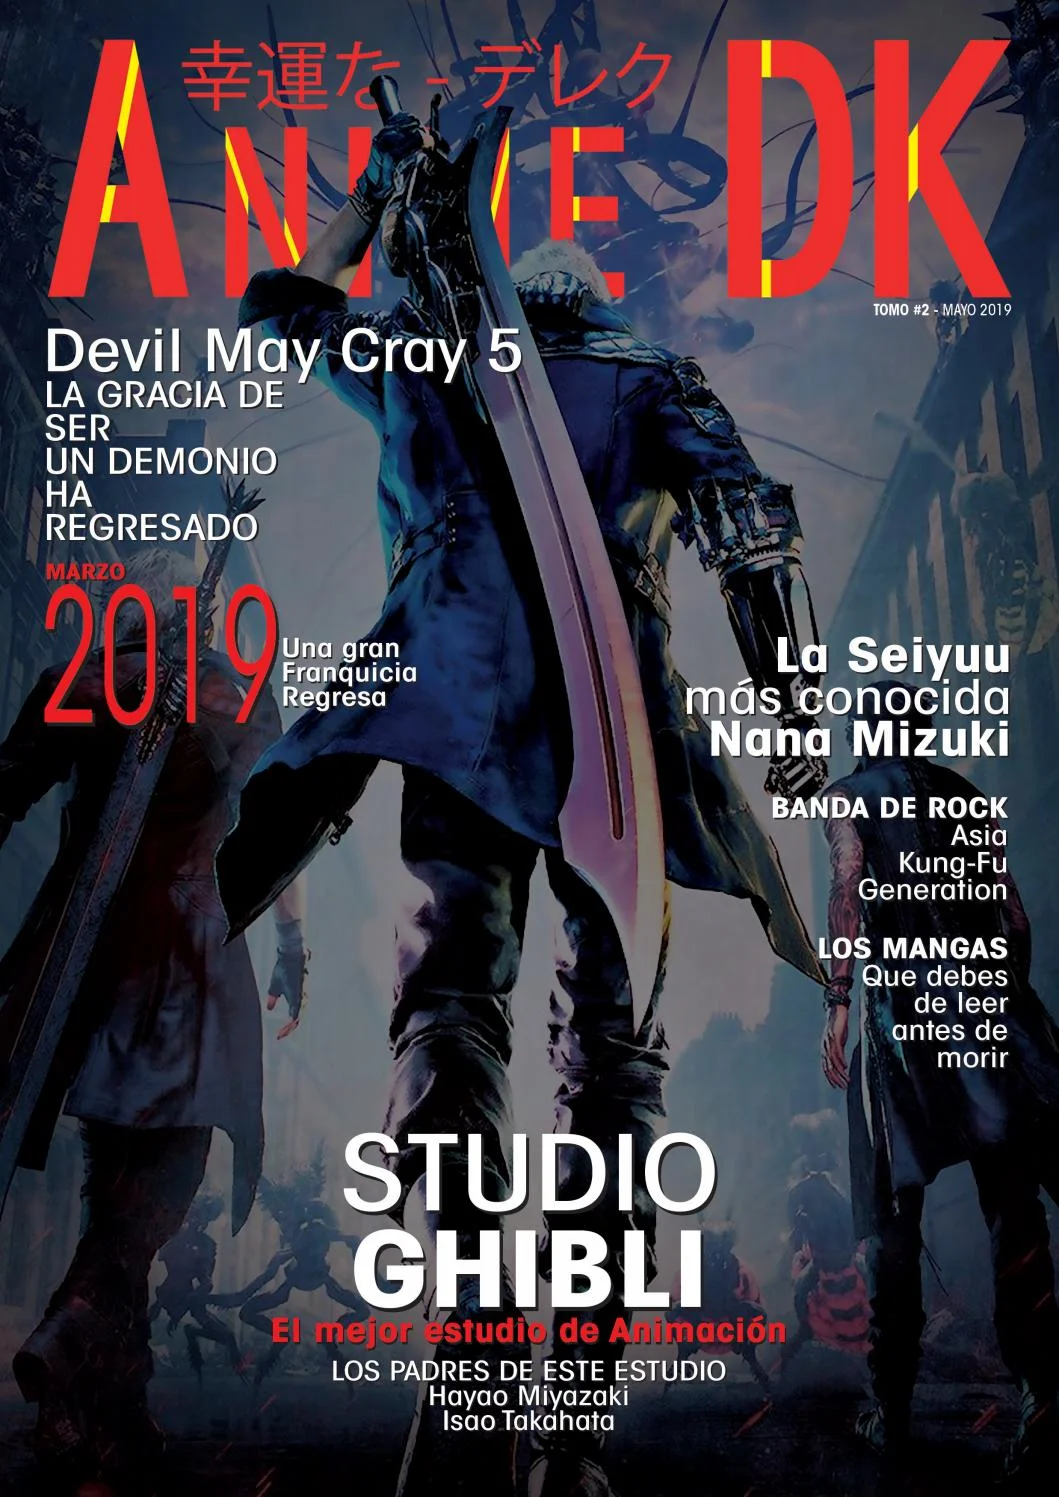 幸運な - デレク
ANIME DK
TOMO #2 - MAYO 2019
Devil May Cray 5
LA GRACIA DE
SER
UN DEMONIO
HA
REGRESADO
MARZO
2019
Una gran
Franquicia
Regresa
La Seiyuu
más conocida
Nana Mizuki
BANDA DE ROCK
Asia
Kung-Fu
Generation
LOS MANGAS
Que debes
de leer
antes de
morir
STUDIO
GHIBLI
El mejor estudio de Animación
LOS PADRES DE ESTE ESTUDIO
Hayao Miyazaki
Isao Takahata